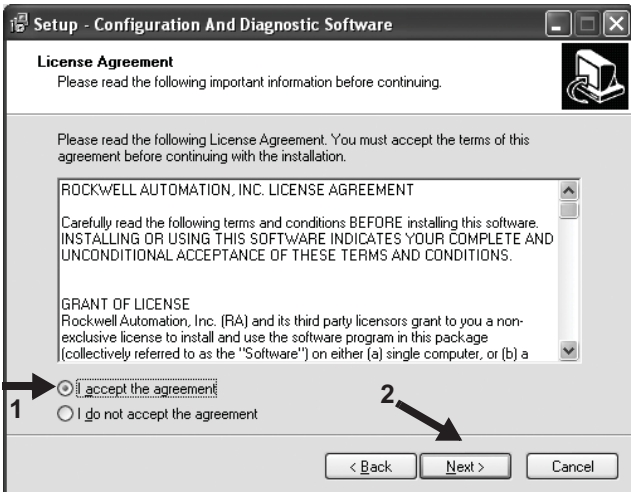 Setup - Configuration And Diagnostic Software
License Agreement
Please read the following important information before continuing.
Please read the following License Agreement. You must accept the terms of this
agreement before continuing with the installation.
ROCKWELL AUTOMATION, INC. LICENSE AGREEMENT
Carefully read the following terms and conditions BEFORE installing this software.
INSTALLING OR USING THIS SOFTWARE INDICATES YOUR COMPLETE AND
UNCONDITIONAL ACCEPTANCE OF THESE TERMS AND CONDITIONS.
GRANT OF LICENSE
Rockwell Automation, Inc. (RA) and its third party licensors grant to you a non-
exclusive license to install and use the software program in this package
(collectively referred to as the "Software") on either (a) single computer, or (b) a
I accept the agreement
1
I do not accept the agreement
2
< Back
Next >
Cancel